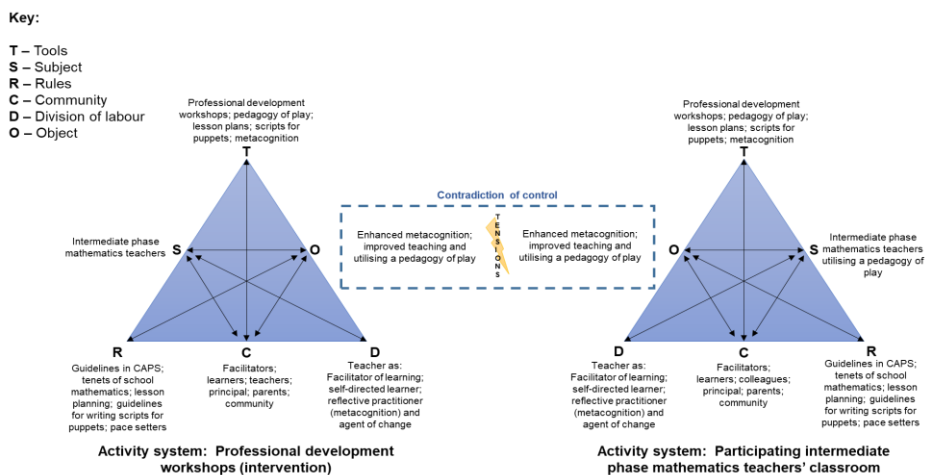 Key:
T – Tools
S – Subject
R – Rules
C – Community
D – Division of labour
O – Object
Professional development
workshops; pedagogy of play;
lesson plans; scripts for
puppets; metacognition
T
Intermediate phase
mathematics teachers
S
O
R
Guidelines in CAPS;
tenets of school
mathematics; lesson
planning; guidelines
for writing scripts for
puppets; pace setters
C
Facilitators;
learners; teachers;
principal; parents;
community
D
Teacher as:
Facilitator of learning;
self-directed learner;
reflective practitioner
(metacognition) and
agent of change
Activity system: Professional development
workshops (intervention)
Contradiction of control
Enhanced metacognition;
improved teaching and
utilising a pedagogy of play
TENSIONS
Enhanced metacognition;
improved teaching and
utilising a pedagogy of play
Professional development
workshops; pedagogy of play;
lesson plans; scripts for
puppets; metacognition
T
O
S
Intermediate phase
mathematics teachers
utilising a pedagogy of
play
D
Teacher as:
Facilitator of learning;
self-directed learner;
reflective practitioner
(metacognition) and
agent of change
C
Facilitators;
learners; colleagues;
principal; parents;
community
R
Guidelines in CAPS;
tenets of school
mathematics; lesson
planning; guidelines
for writing scripts for
puppets; pace setters
Activity system: Participating intermediate
phase mathematics teachers’ classroom